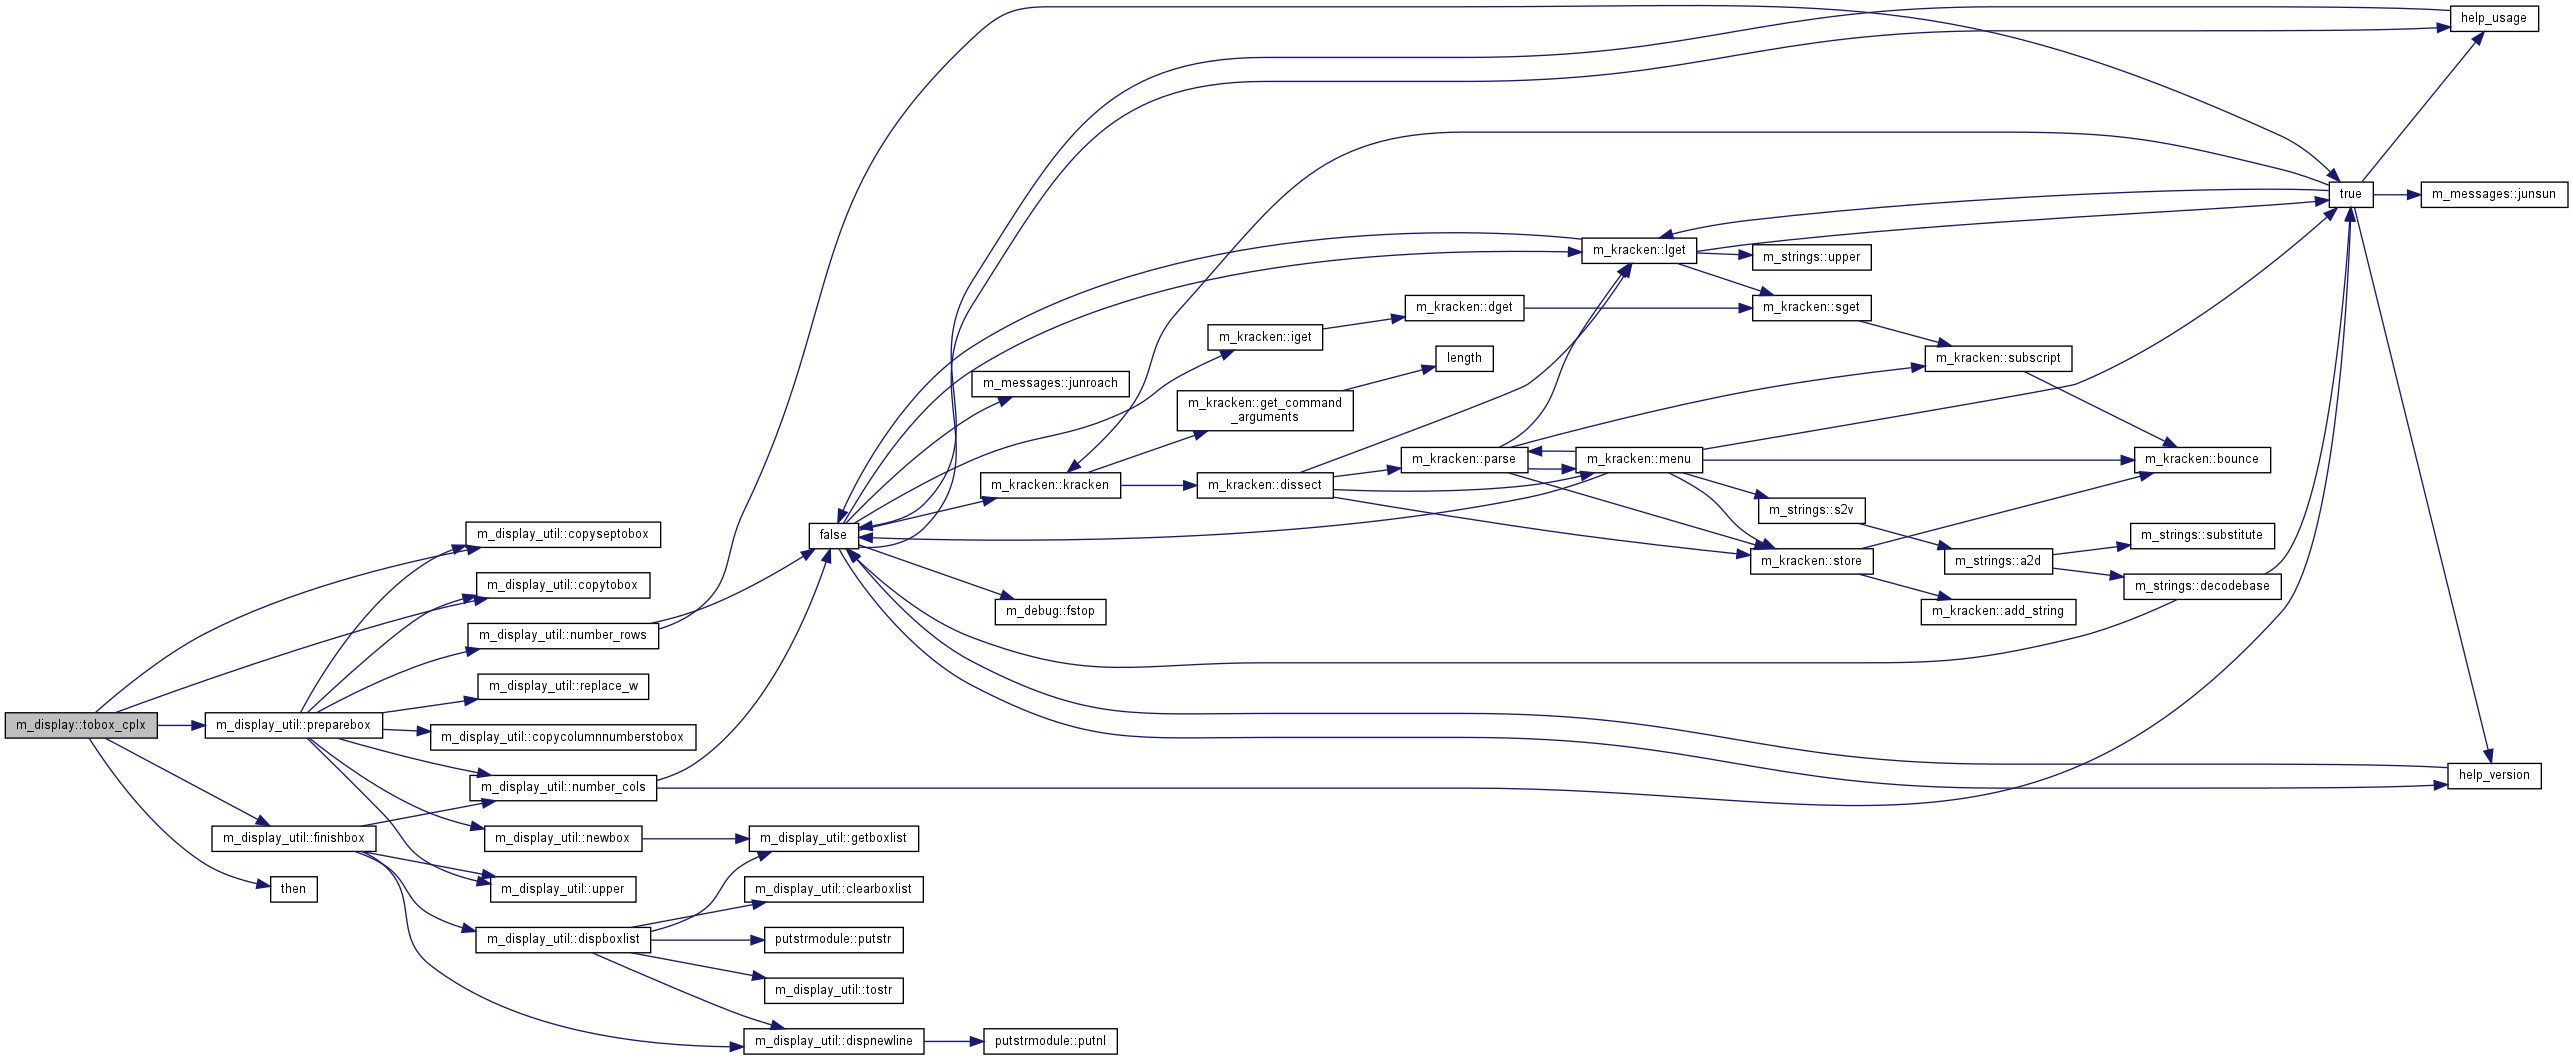 help_usage
true
m_messages::junsun
m_kracken::lget
m_strings::upper
m_kracken::dget
m_kracken::sget
m_kracken::iget
length
m_kracken::subscript
m_messages::junroach
m_kracken::get_command
_arguments
m_kracken::parse
m_kracken::menu
m_kracken::bounce
m_kracken::kracken
m_kracken::dissect
m_strings::s2v
m_display_util::copyseptobox
false
m_strings::substitute
m_kracken::store
m_strings::a2d
m_display_util::copytobox
m_strings::decodebase
m_debug::fstop
m_kracken::add_string
m_display_util::number_rows
m_display_util::replace_w
m_display::tobox_cplx
m_display_util::preparebox
m_display_util::copycolumnnumberstobox
help_version
m_display_util::number_cols
m_display_util::finishbox
m_display_util::newbox
m_display_util::getboxlist
then
m_display_util::upper
m_display_util::clearboxlist
m_display_util::dispboxlist
putstrmodule::putstr
m_display_util::tostr
m_display_util::dispnewline
putstrmodule::putnl